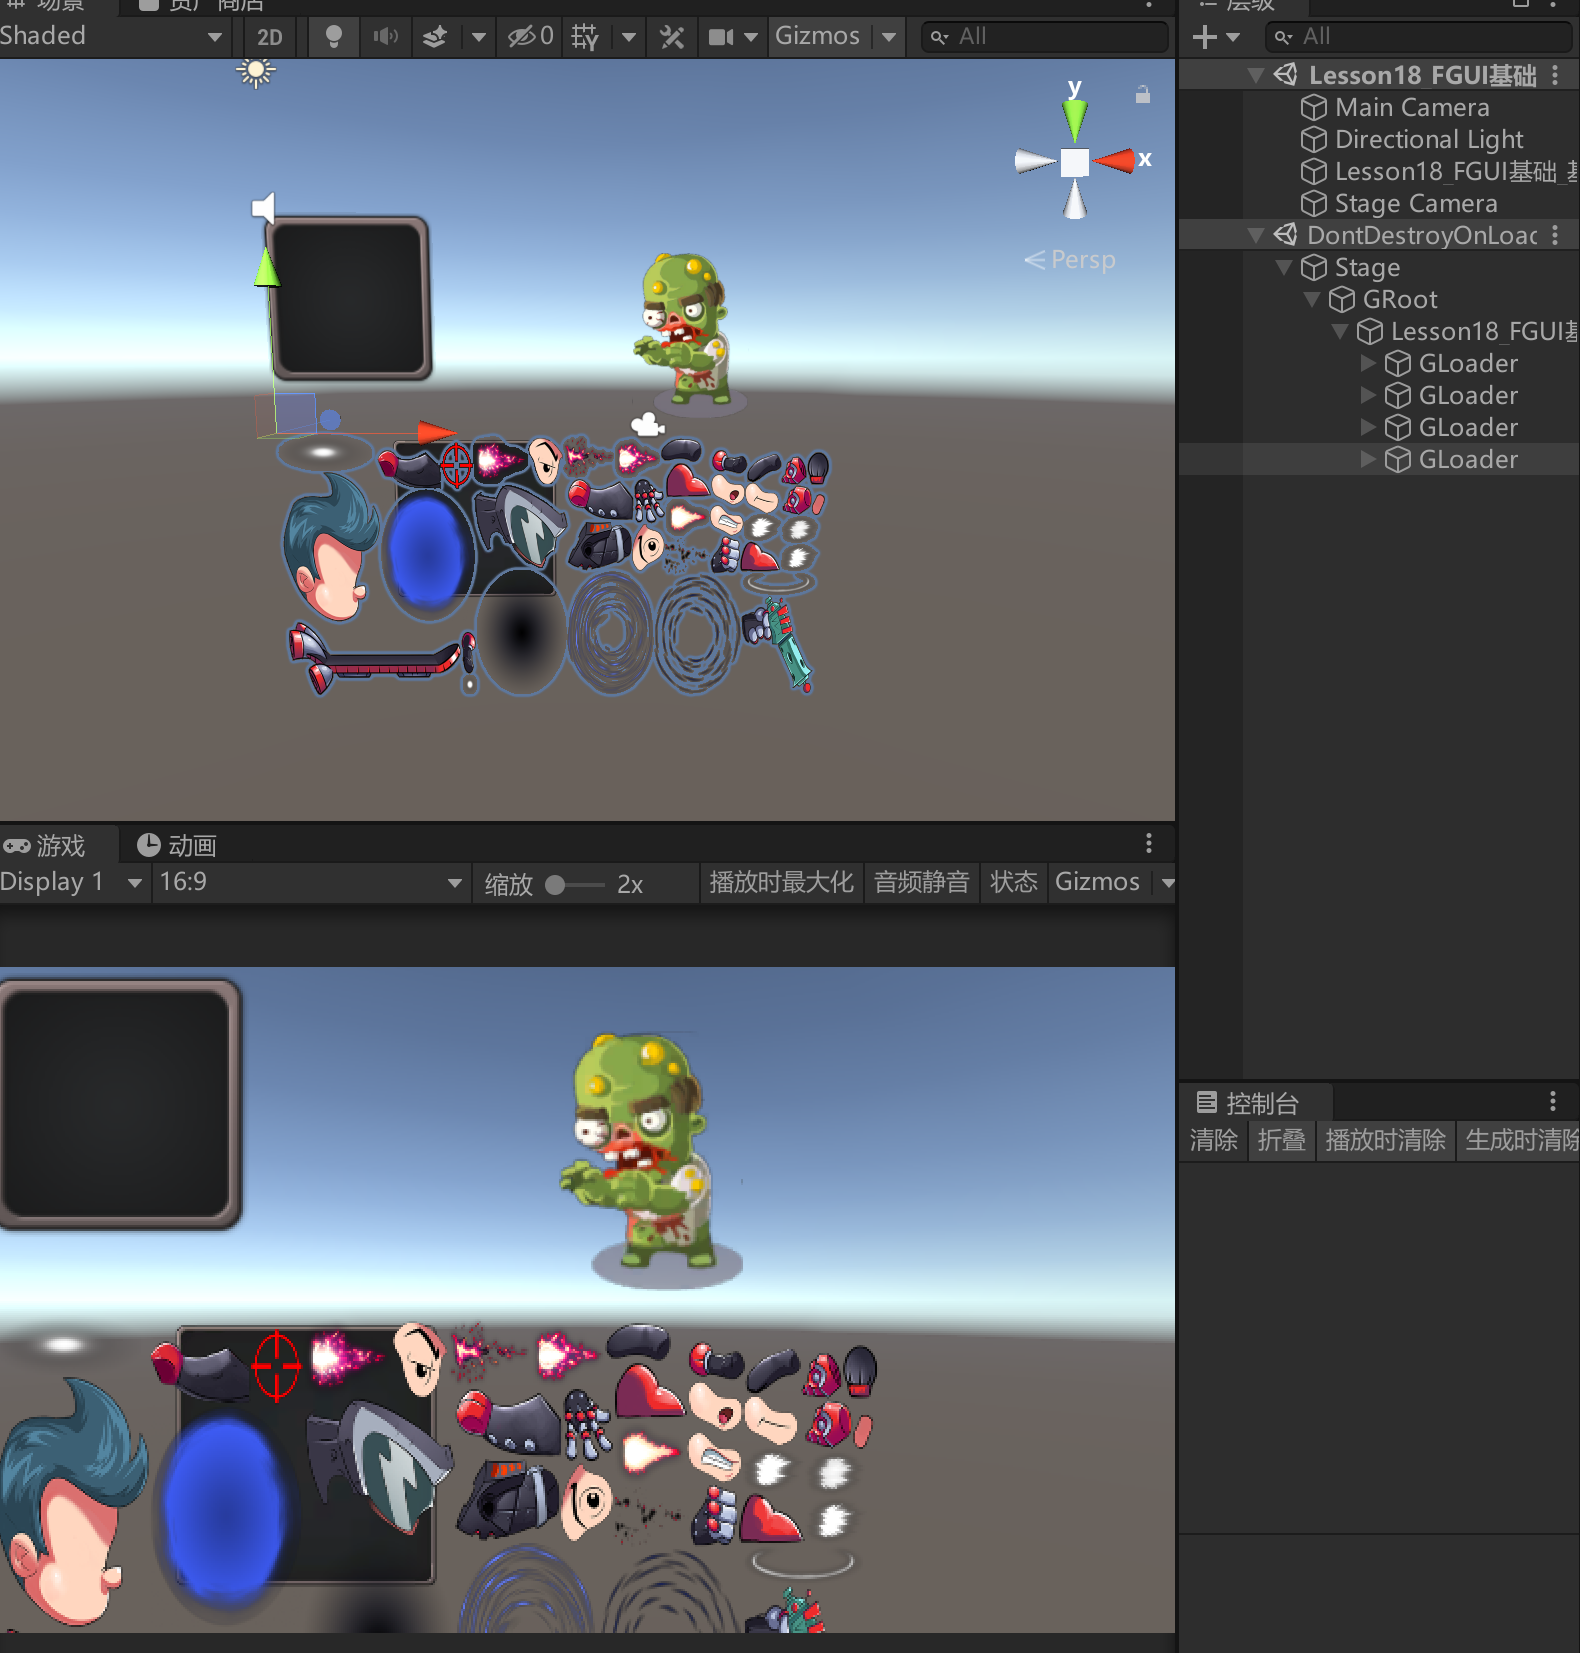 场景
资产商店
层级
Shaded
2D
0
Gizmos
All
All
y
x
Persp
Lesson18_FGUI基础
Main Camera
Directional Light
Lesson18_FGUI基础_
Stage Camera
DontDestroyOnLoad
Stage
GRoot
Lesson18_FGUI
GLoader
GLoader
GLoader
GLoader
游戏
动画
Display 1
16:9
缩放
2x
播放时最大化
音频静音
状态
Gizmos
控制台
清除
折叠
播放时清除
生成时清除